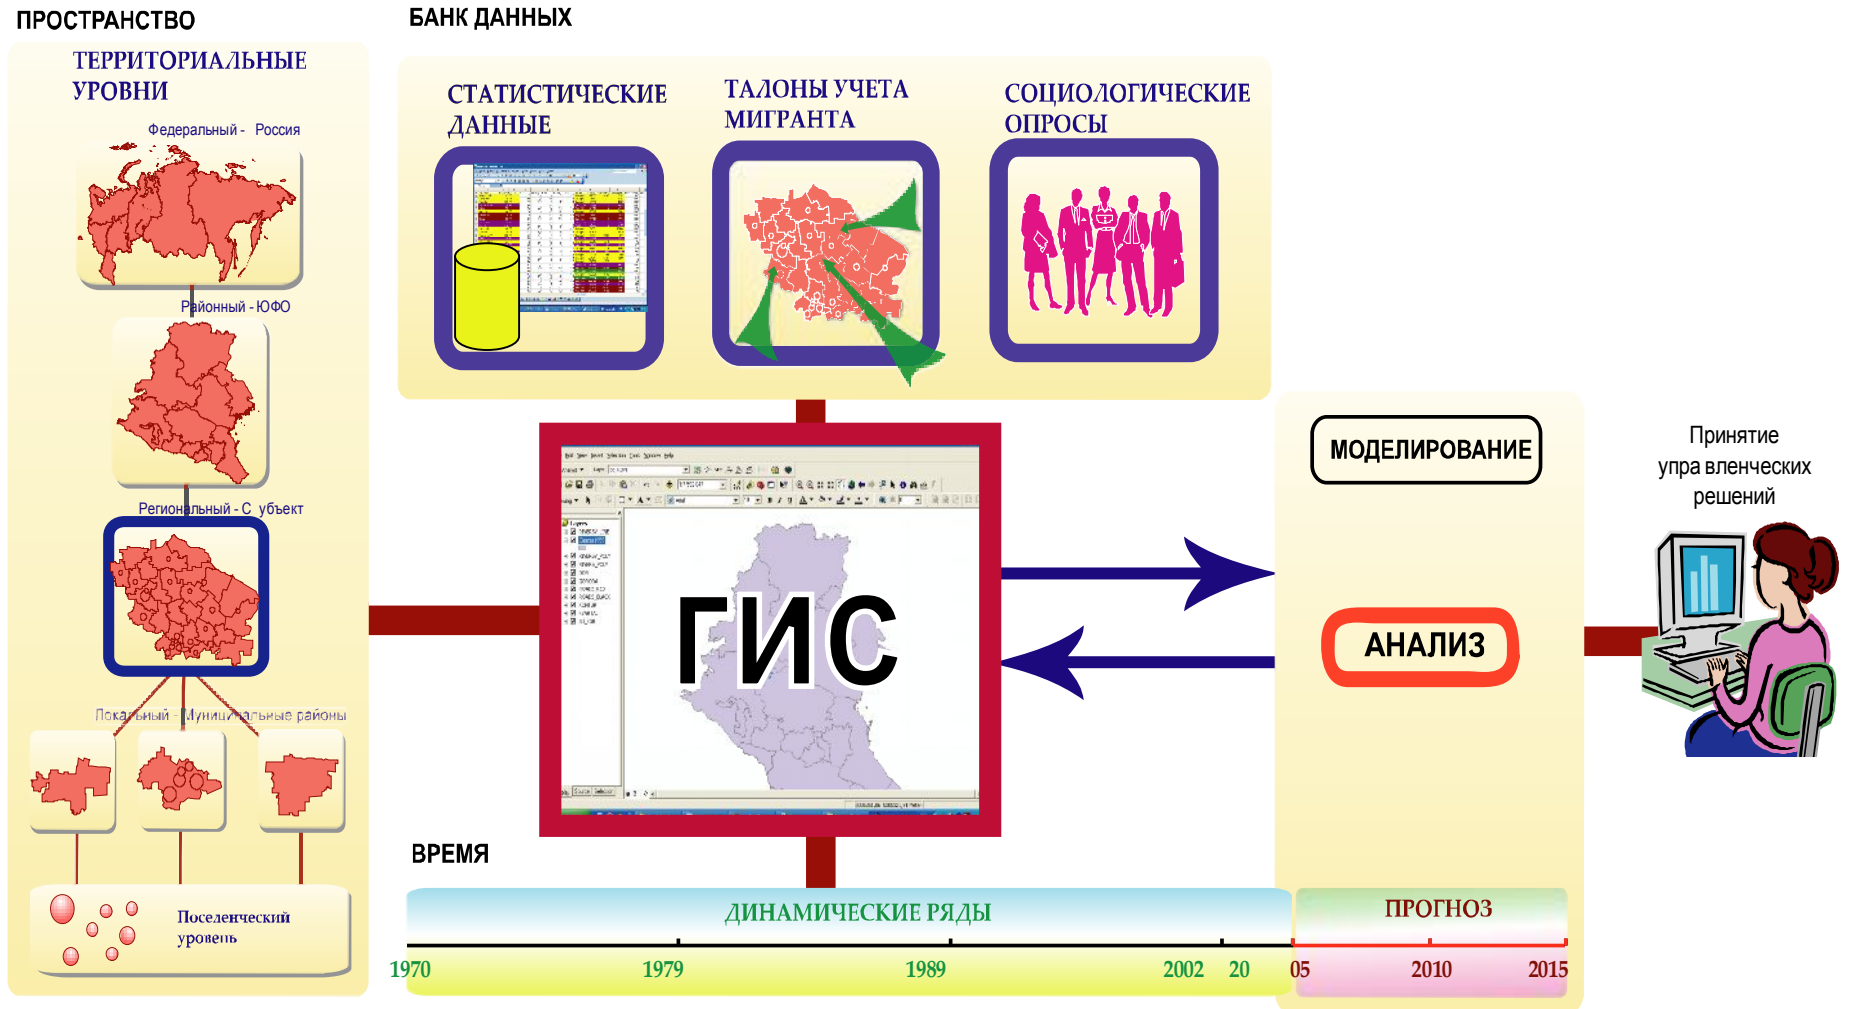 ПРОСТРАНСТВО
ТЕРРИТОРИАЛЬНЫЕ
УРОВНИ
Федеральный - Россия
Районный - ЮФО
Региональный - С убъект
Локальный - Муниципальные районы
Поселенческий
уровень
БАНК ДАННЫХ
СТАТИСТИЧЕСКИЕ
ДАННЫЕ
ТАЛОНЫ УЧЕТА
МИГРАНТА
СОЦИОЛОГИЧЕСКИЕ
ОПРОСЫ
ГИС
МОДЕЛИРОВАНИЕ
АНАЛИЗ
Принятие
упра вленческих
решений
ВРЕМЯ
ДИНАМИЧЕСКИЕ РЯДЫ
ПРОГНОЗ
1970 1979 1989 2002 20 05 2010 2015